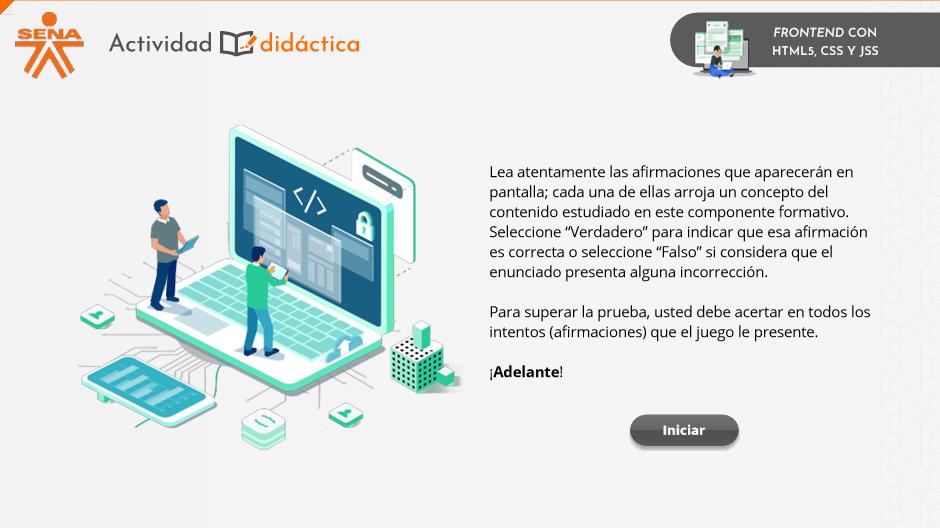 SENA
Actividad didáctica
FRONTEND CON
HTML5, CSS Y JSS
</>
Lea atentamente las afirmaciones que aparecerán en
pantalla; cada una de ellas arroja un concepto del
contenido estudiado en este componente formativo.
Seleccione “Verdadero” para indicar que esa afirmación
es correcta o seleccione “Falso” si considera que el
enunciado presenta alguna incorrección.
Para superar la prueba, usted debe acertar en todos los
intentos (afirmaciones) que el juego le presente.
¡Adelante!
Iniciar